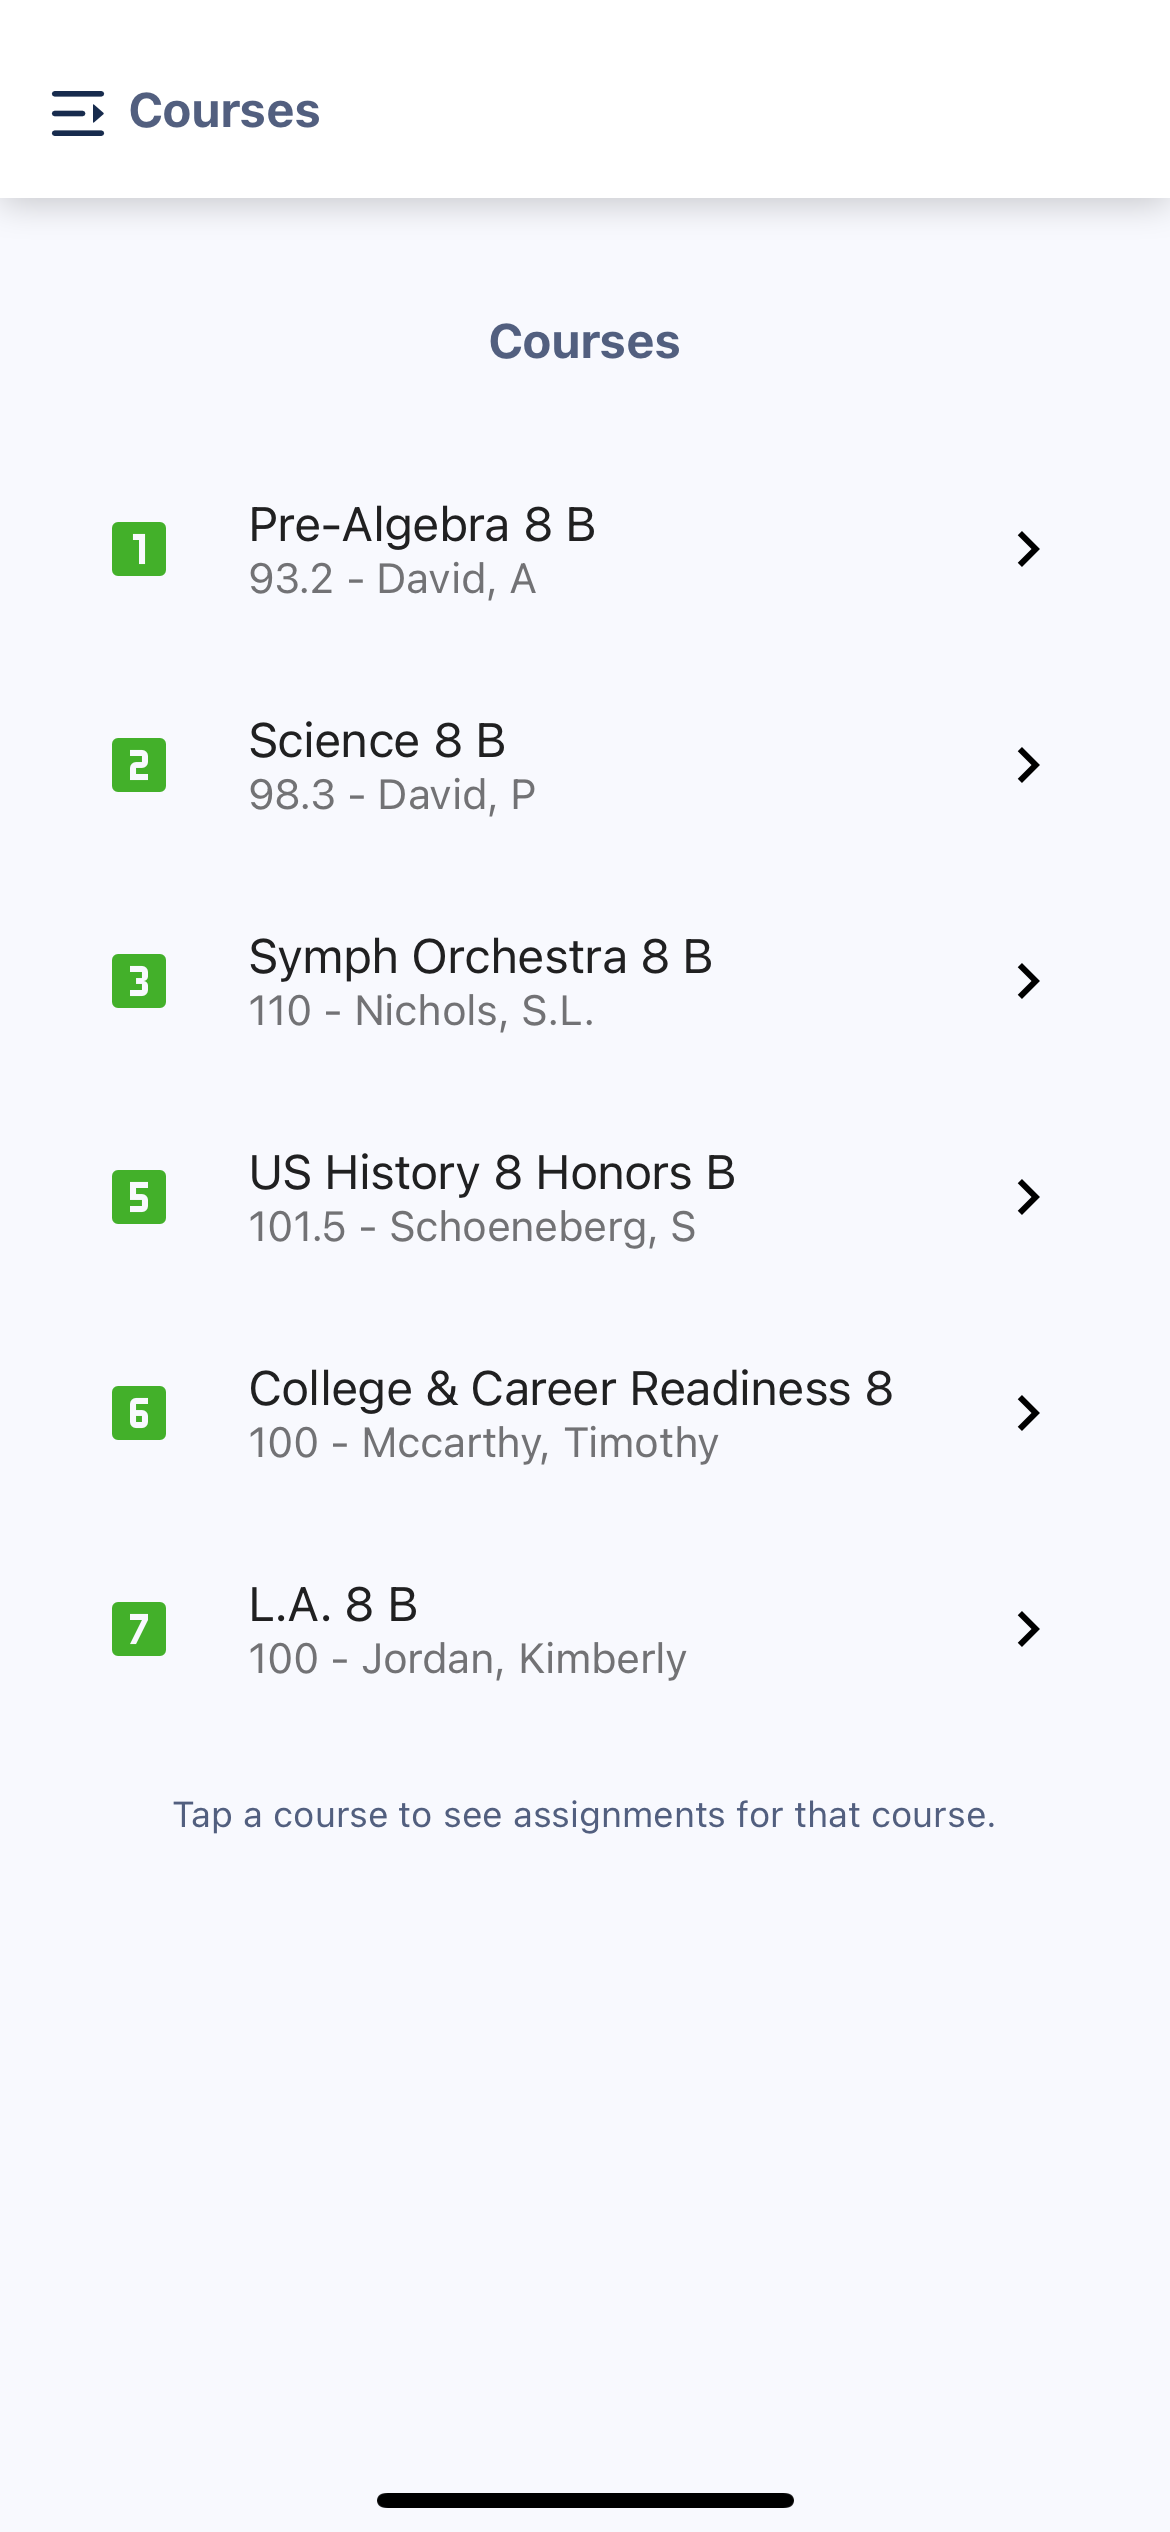 Courses
Courses
1
Pre-Algebra 8 B
93.2 - David, A
2
Science 8 B
98.3 - David, P
3
Symph Orchestra 8 B
110 - Nichols, S.L.
5
US History 8 Honors B
101.5 - Schoeneberg, S
6
College & Career Readiness 8
100 - Mccarthy, Timothy
7
L.A. 8 B
100 - Jordan, Kimberly
Tap a course to see assignments for that course.